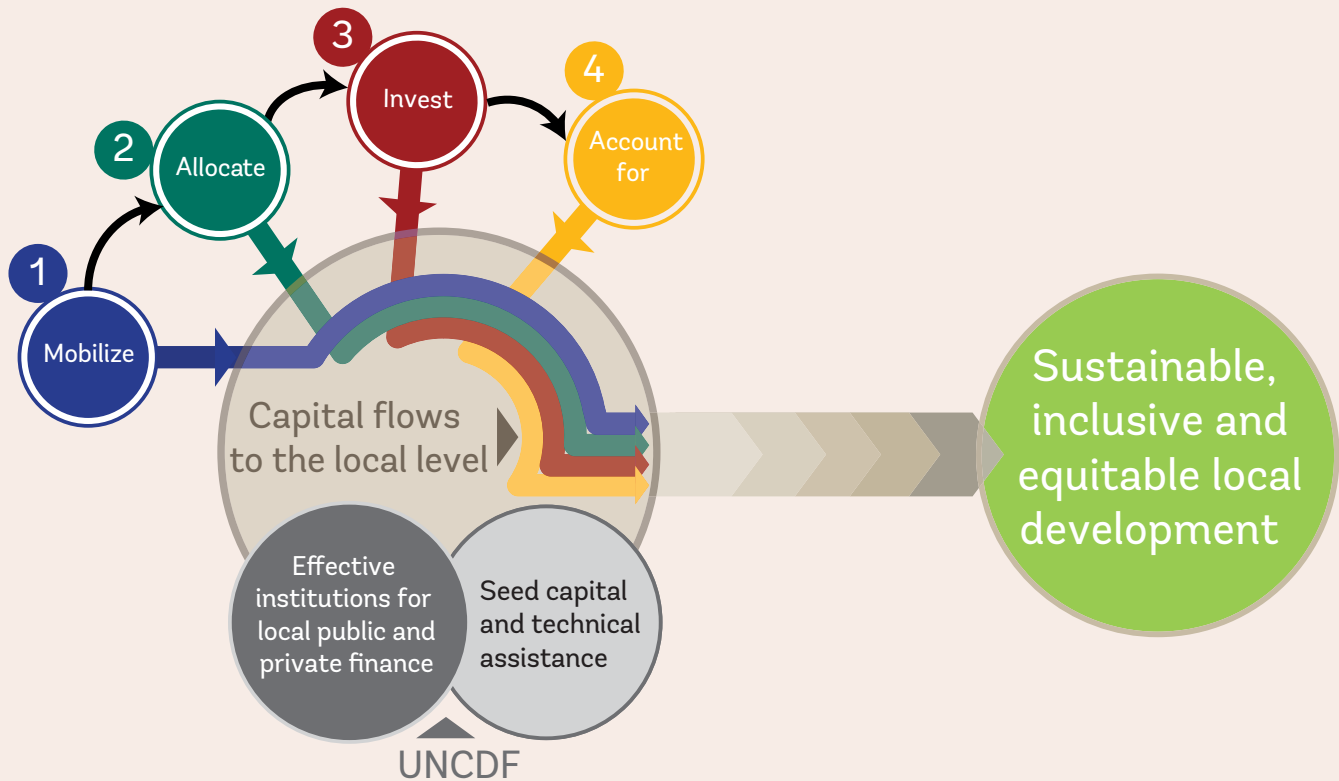 1
Mobilize
2
Allocate
3
Invest
4
Account
for
Capital flows
to the local level
Effective
institutions for
local public and
private finance
Seed capital
and technical
assistance
UNCDF
Sustainable,
inclusive and
equitable local
development